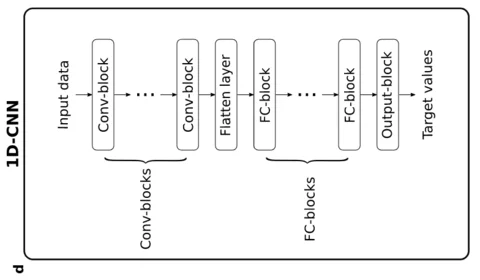 d
1D-CNN
Input data
Conv-block
...
Conv-block
Flatten layer
FC-block
...
FC-block
Output-block
Target values
Conv-blocks
FC-blocks